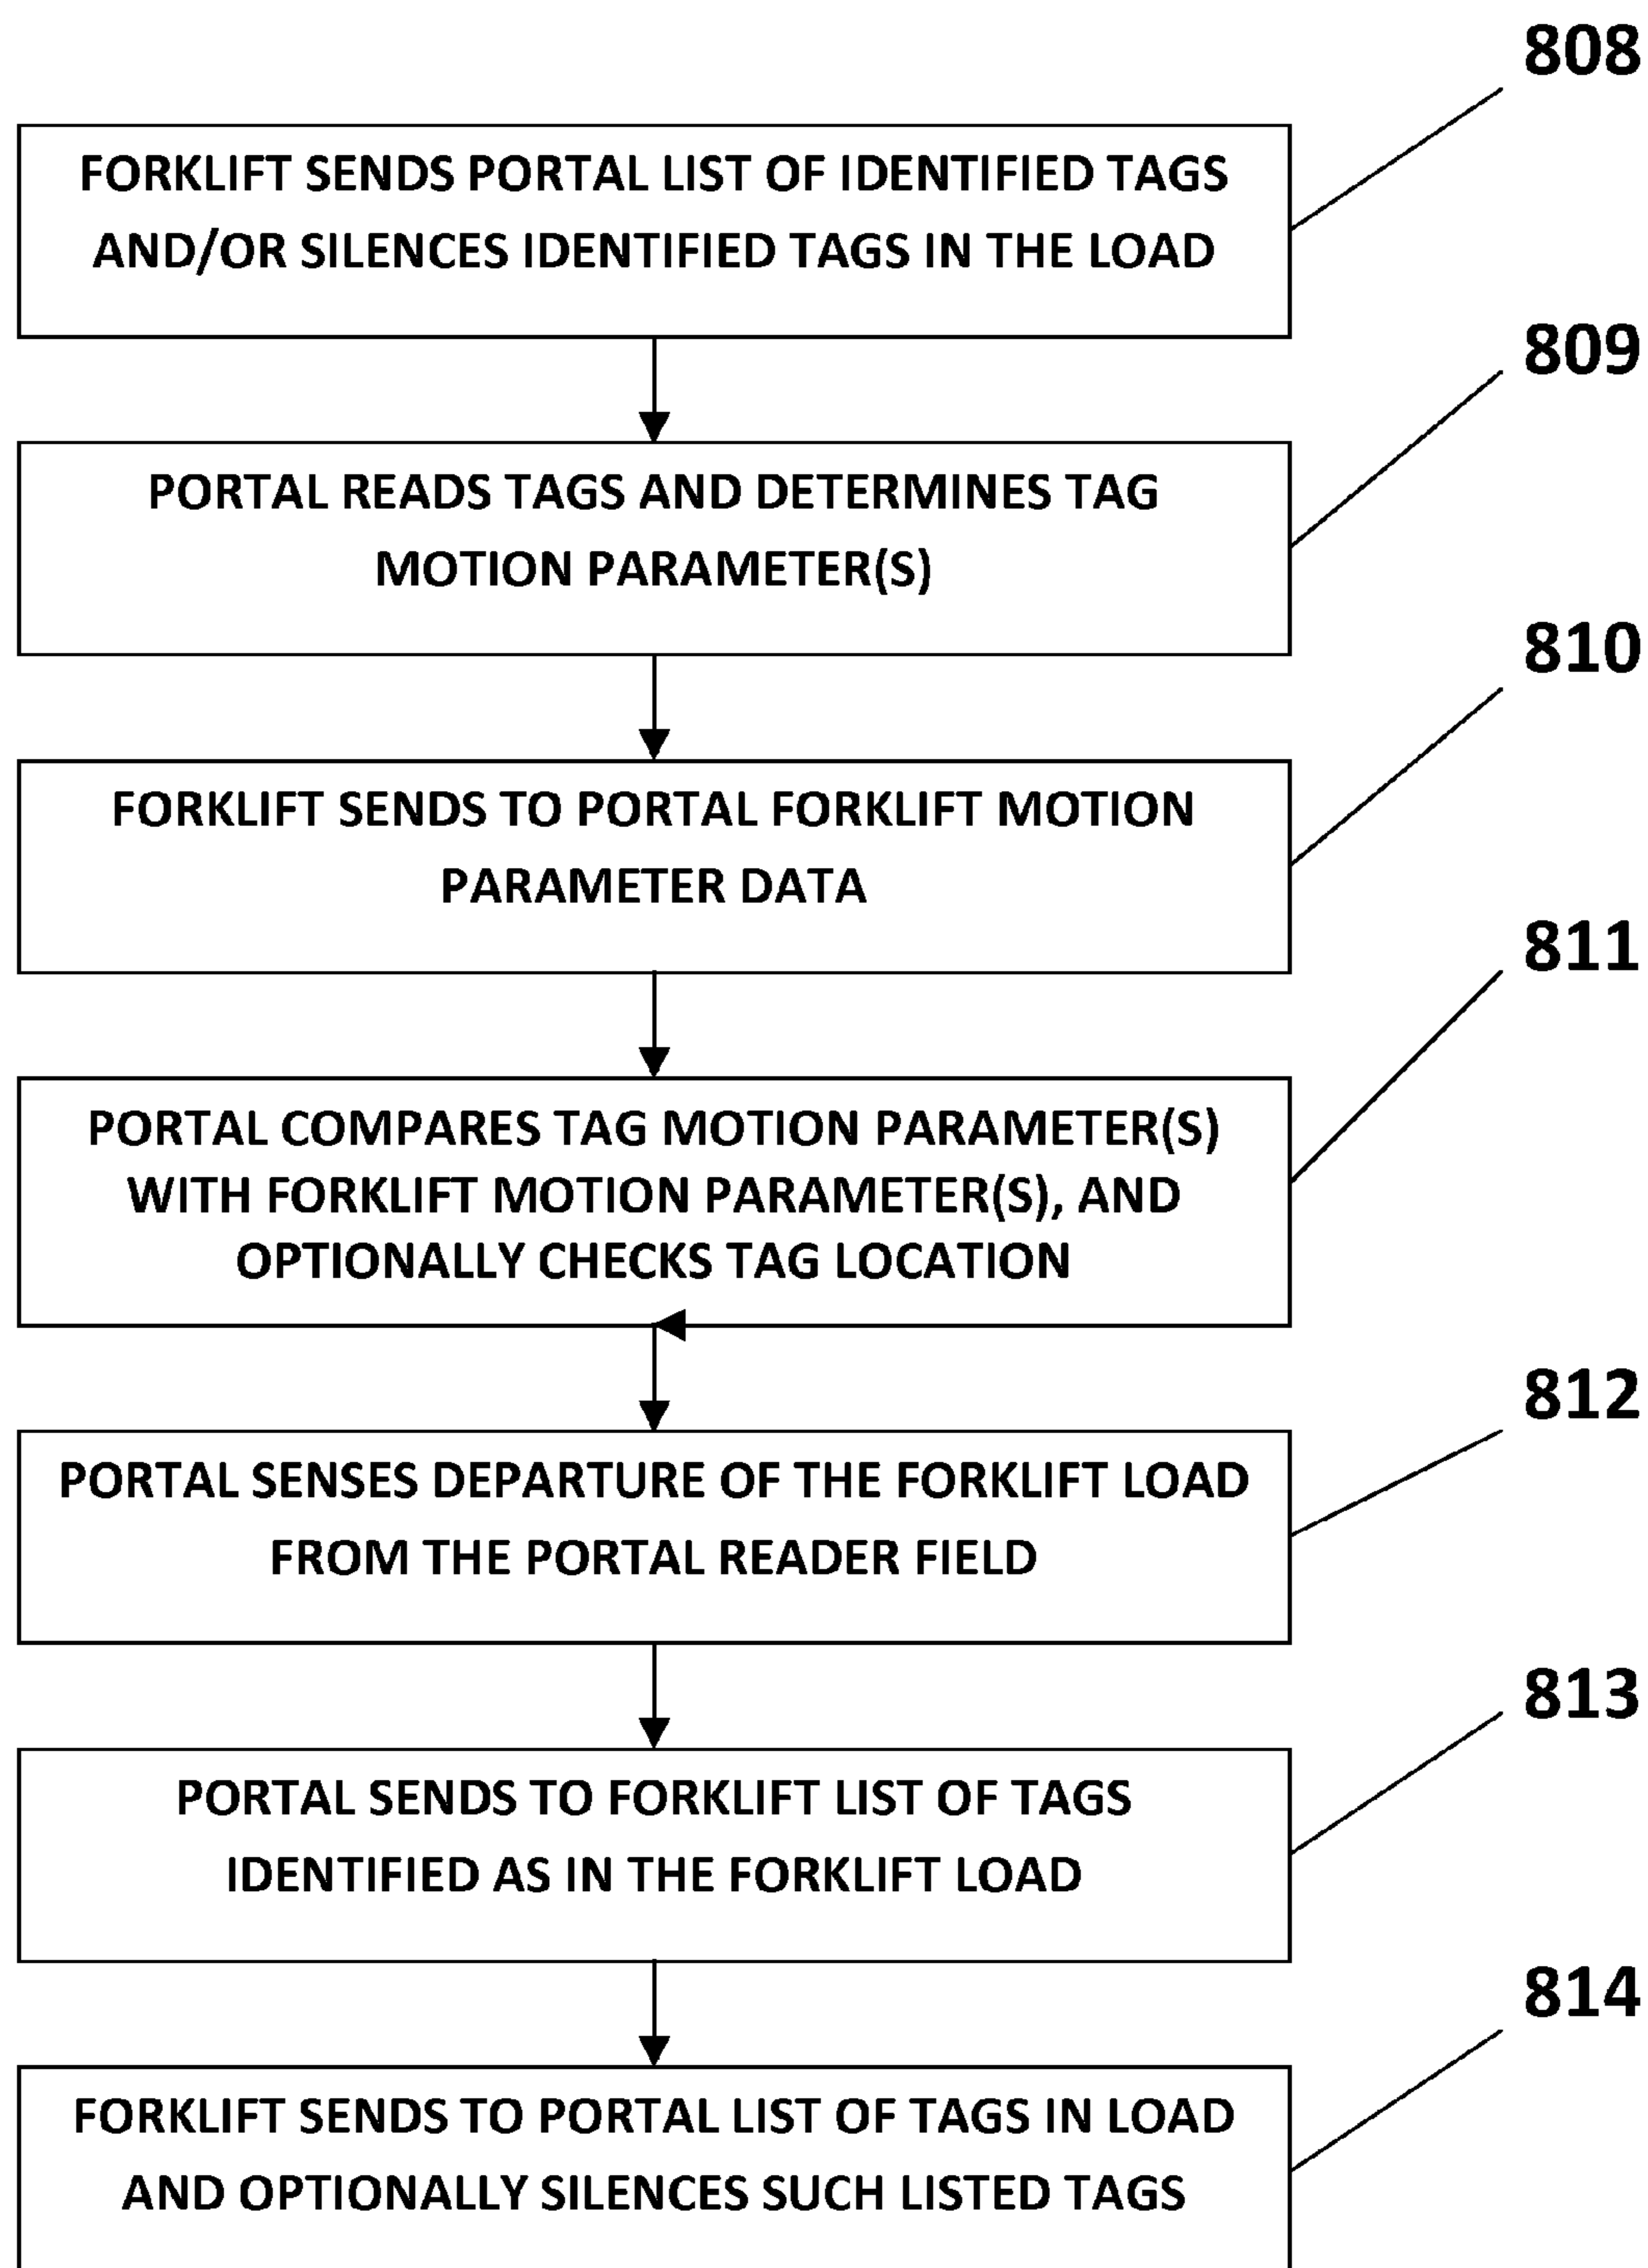 808
FORKLIFT SENDS PORTAL LIST OF IDENTIFIED TAGS
AND/OR SILENCES IDENTIFIED TAGS IN THE LOAD
809
PORTAL READS TAGS AND DETERMINES TAG
MOTION PARAMETER(S)
810
FORKLIFT SENDS TO PORTAL FORKLIFT MOTION
PARAMETER DATA
811
PORTAL COMPARES TAG MOTION PARAMETER(S)
WITH FORKLIFT MOTION PARAMETER(S), AND
OPTIONALLY CHECKS TAG LOCATION
812
PORTAL SENSES DEPARTURE OF THE FORKLIFT LOAD
FROM THE PORTAL READER FIELD
813
PORTAL SENDS TO FORKLIFT LIST OF TAGS
IDENTIFIED AS IN THE FORKLIFT LOAD
814
FORKLIFT SENDS TO PORTAL LIST OF TAGS IN LOAD
AND OPTIONALLY SILENCES SUCH LISTED TAGS